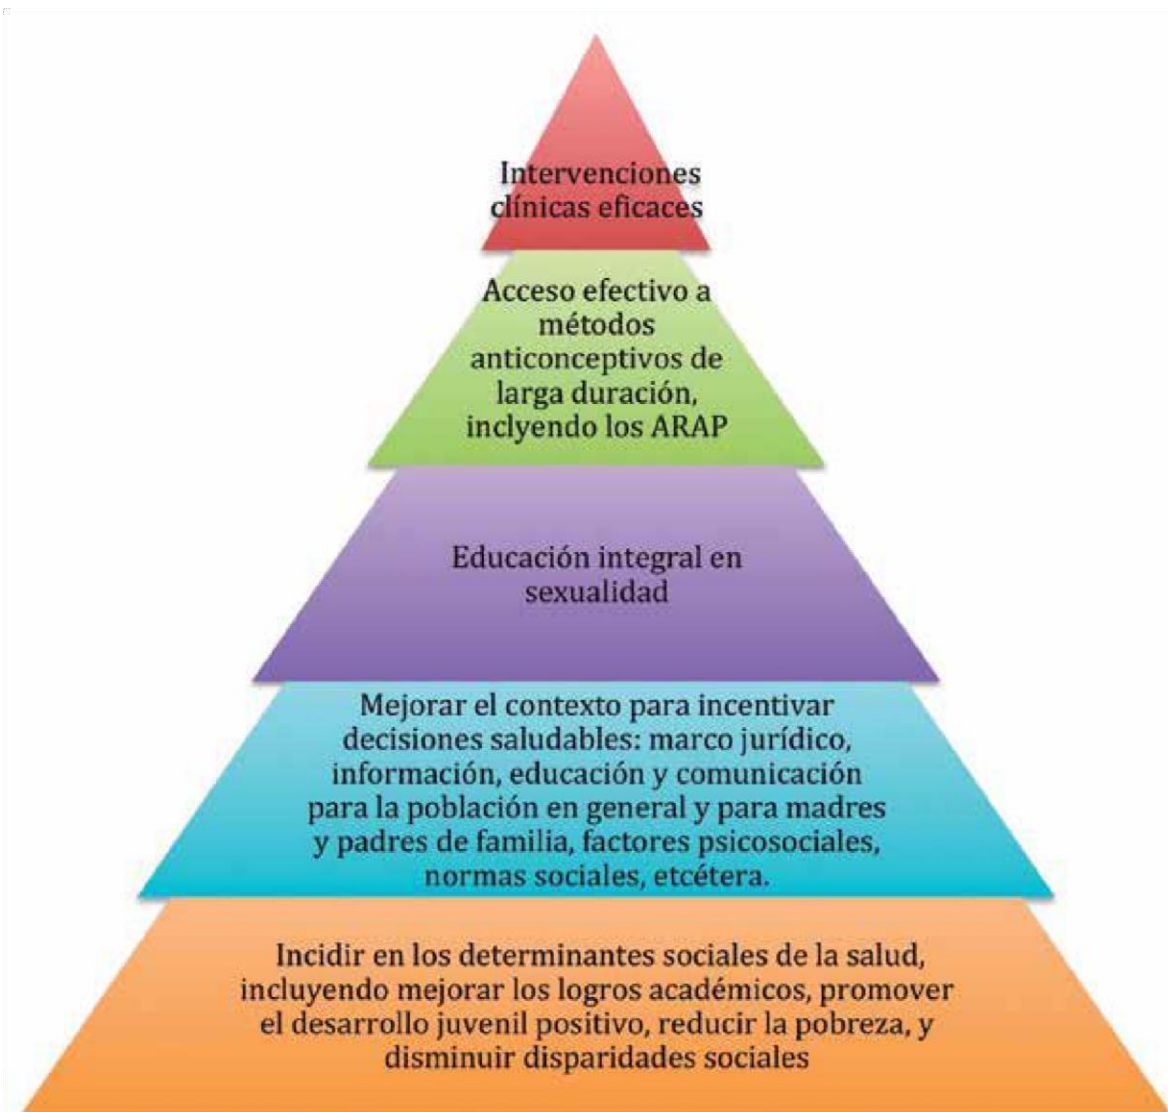 Intervenciones
clínicas eficaces
Acceso efectivo a
métodos
anticonceptivos de
larga duración,
inclyendo los ARAP
Educación integral en
sexualidad
Mejorar el contexto para incentivar
decisiones saludables: marco jurídico,
información, educación y comunicación
para la población en general y para madres
y padres de familia, factores psicosociales,
normas sociales, etcétera.
Incidir en los determinantes sociales de la salud,
incluyendo mejorar los logros académicos, promover
el desarrollo juvenil positivo, reducir la pobreza, y
disminuir disparidades sociales